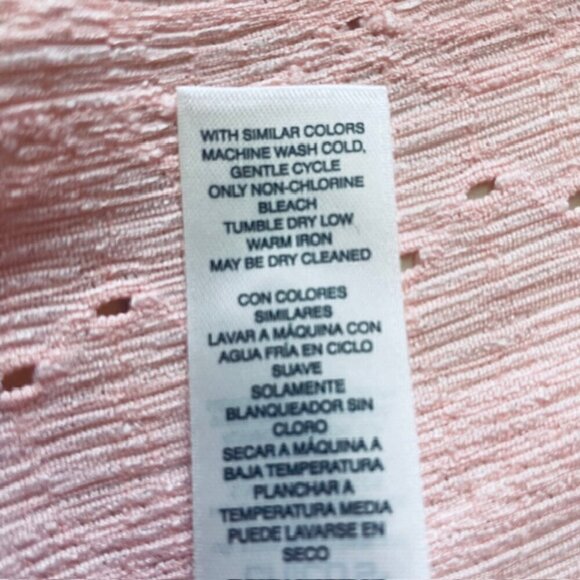 WITH SIMILAR COLORS
MACHINE WASH COLD,
GENTLE CYCLE
ONLY NON-CHLORINE
BLEACH
TUMBLE DRY LOW
WARM IRON
MAY BE DRY CLEANED
CON COLORES
SIMILARES
LAVAR A MÁQUINA CON
AGUA FRÍA EN CICLO
SUAVE
SOLAMENTE
BLANQUEADOR SIN
CLORO
SECAR A MÁQUINA A
BAJA TEMPERATURA
PLANCHAR A
TEMPERATURA MEDIA
PUEDE LAVARSE EN
SECO